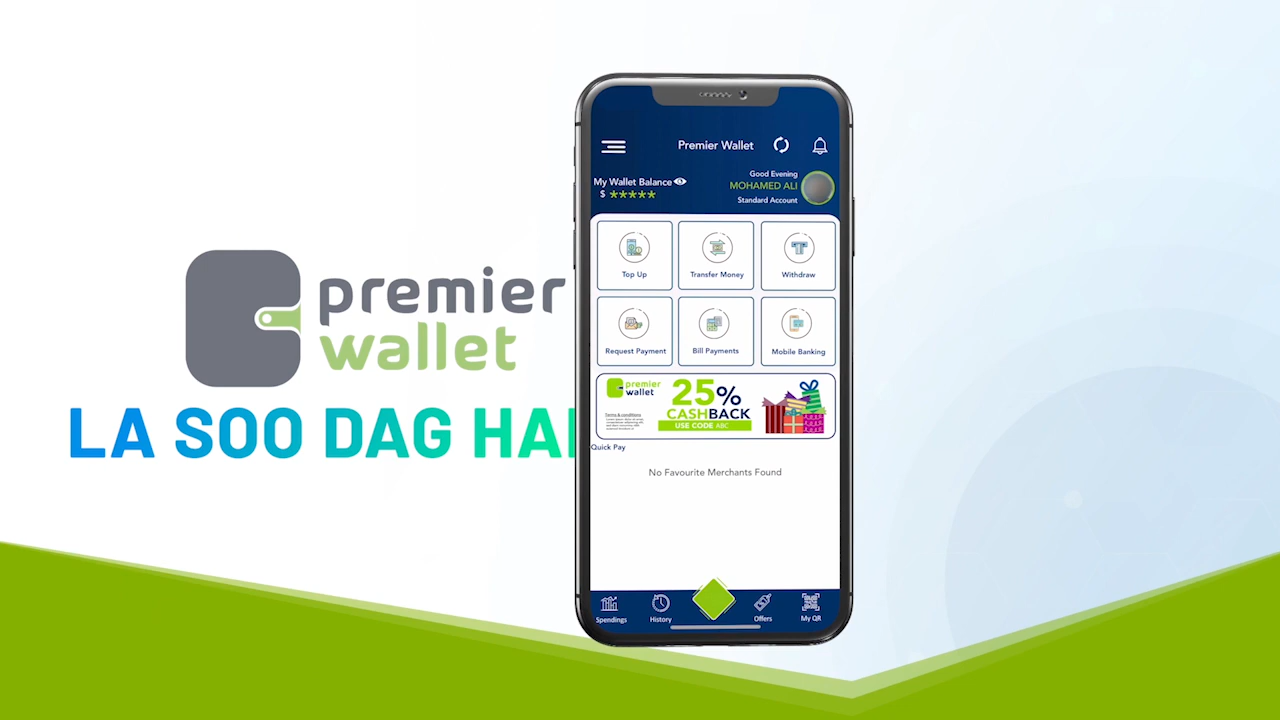 premier
wallet
LA SOO DAG HA
Premier Wallet
My Wallet Balance
$ *****
Good Evening
MOHAMED ALI
Standard Account
Top Up
Transfer Money
Withdraw
Request Payment
Bill Payments
Mobile Banking
premier
wallet
Terms & conditions
25%
CASHBACK
USE CODE ABC
Quick Pay
No Favourite Merchants Found
Spendings
History
Offers
My QR